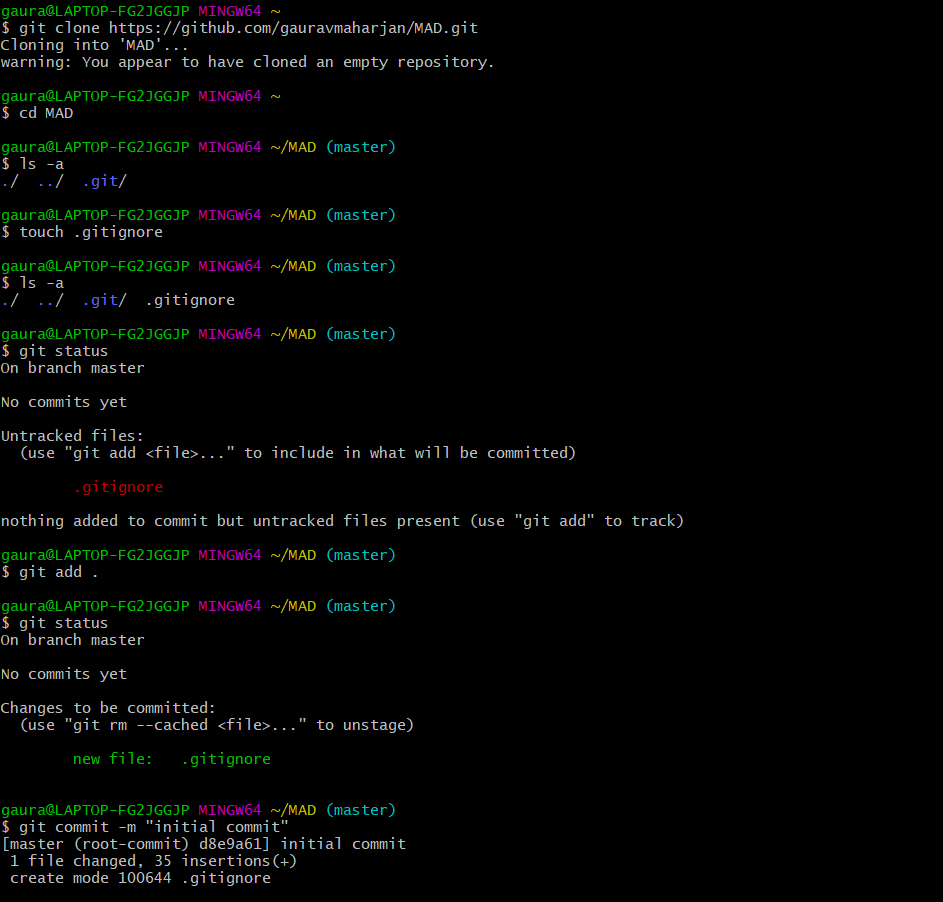 gaura@LAPTOP-FG2JGGJP MINGW64 ~
$ git clone https://github.com/gauravmaharjan/MAD.git
Cloning into 'MAD'...
warning: You appear to have cloned an empty repository.
gaura@LAPTOP-FG2JGGJP MINGW64 ~
$ cd MAD
gaura@LAPTOP-FG2JGGJP MINGW64 ~/MAD (master)
$ ls -a
./  ../  .git/
gaura@LAPTOP-FG2JGGJP MINGW64 ~/MAD (master)
$ touch .gitignore
gaura@LAPTOP-FG2JGGJP MINGW64 ~/MAD (master)
$ ls -a
./  ../  .git/  .gitignore
gaura@LAPTOP-FG2JGGJP MINGW64 ~/MAD (master)
$ git status
On branch master
No commits yet
Untracked files:
  (use "git add <file>..." to include in what will be committed)
        .gitignore
nothing added to commit but untracked files present (use "git add" to track)
gaura@LAPTOP-FG2JGGJP MINGW64 ~/MAD (master)
$ git add .
gaura@LAPTOP-FG2JGGJP MINGW64 ~/MAD (master)
$ git status
On branch master
No commits yet
Changes to be committed:
  (use "git rm --cached <file>..." to unstage)
        new file:   .gitignore
gaura@LAPTOP-FG2JGGJP MINGW64 ~/MAD (master)
$ git commit -m "initial commit"
[master (root-commit) d8e9a61] initial commit
 1 file changed, 35 insertions(+)
 create mode 100644 .gitignore